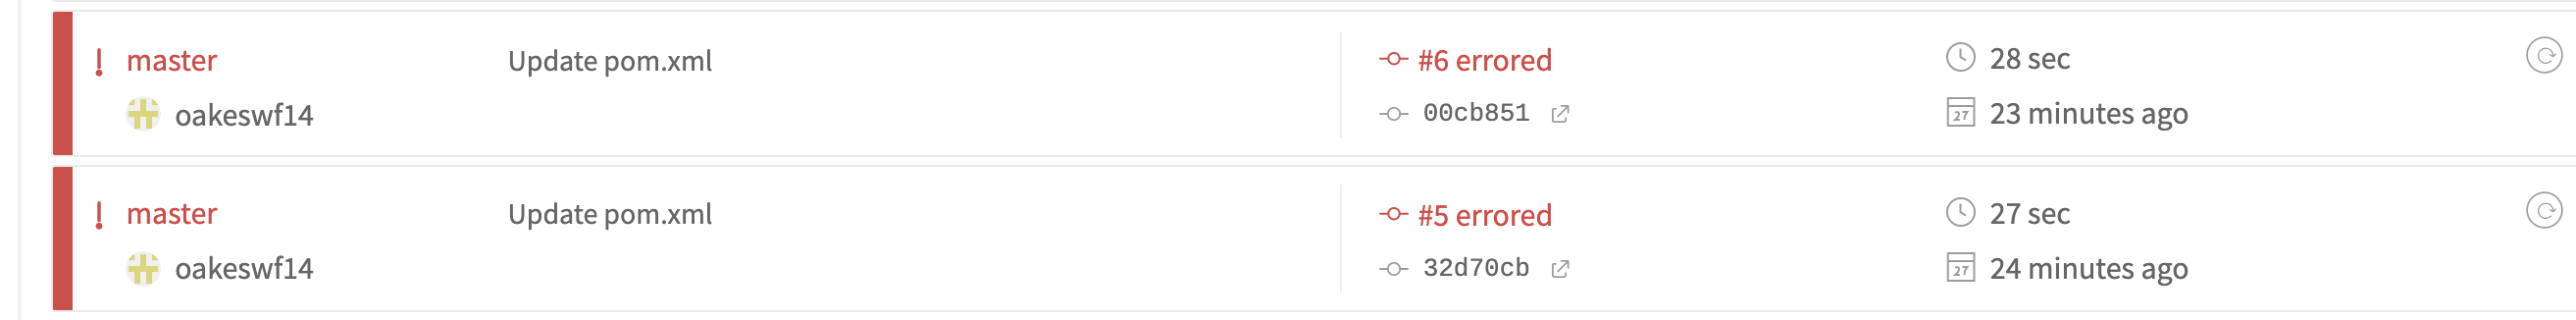 ! master Update pom.xml #6 errored 28 sec
oakeswf14 00cb851 27 23 minutes ago
! master Update pom.xml #5 errored 27 sec
oakeswf14 32d70cb 27 24 minutes ago